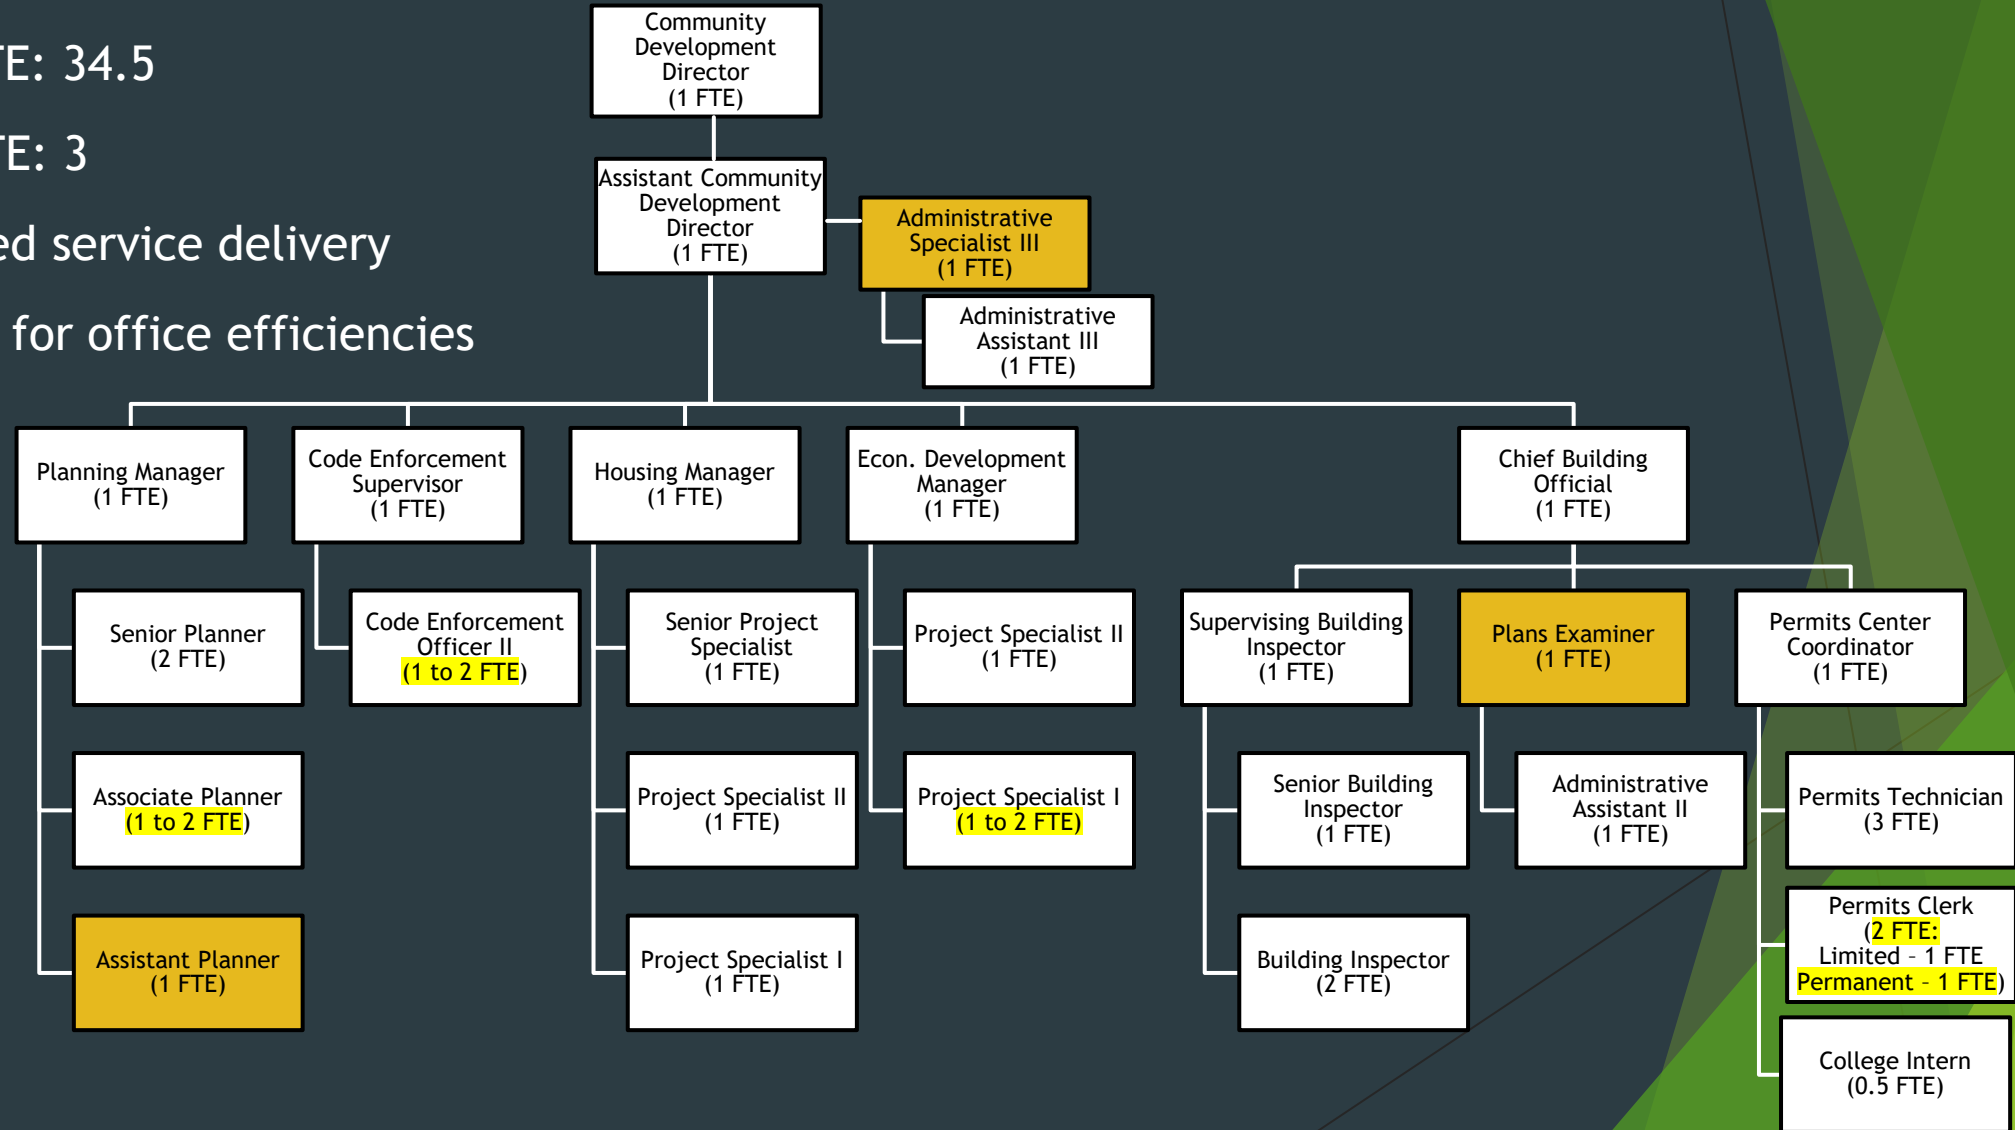 TE: 34.5
TE: 3
ed service delivery
for office efficiencies
Community
Development
Director
(1 FTE)
Assistant Community
Development
Director
(1 FTE)
Administrative
Specialist III
(1 FTE)
Administrative
Assistant III
(1 FTE)
Planning Manager
(1 FTE)
Code Enforcement
Supervisor
(1 FTE)
Housing Manager
(1 FTE)
Econ. Development
Manager
(1 FTE)
Chief Building
Official
(1 FTE)
Senior Planner
(2 FTE)
Code Enforcement
Officer II
(1 to 2 FTE)
Senior Project
Specialist
(1 FTE)
Project Specialist II
(1 FTE)
Supervising Building
Inspector
(1 FTE)
Plans Examiner
(1 FTE)
Permits Center
Coordinator
(1 FTE)
Associate Planner
(1 to 2 FTE)
Project Specialist II
(1 FTE)
Project Specialist I
(1 to 2 FTE)
Senior Building
Inspector
(1 FTE)
Administrative
Assistant II
(1 FTE)
Permits Technician
(3 FTE)
Assistant Planner
(1 FTE)
Project Specialist I
(1 FTE)
Building Inspector
(2 FTE)
Permits Clerk
(2 FTE:
Limited – 1 FTE
Permanent – 1 FTE)
College Intern
(0.5 FTE)